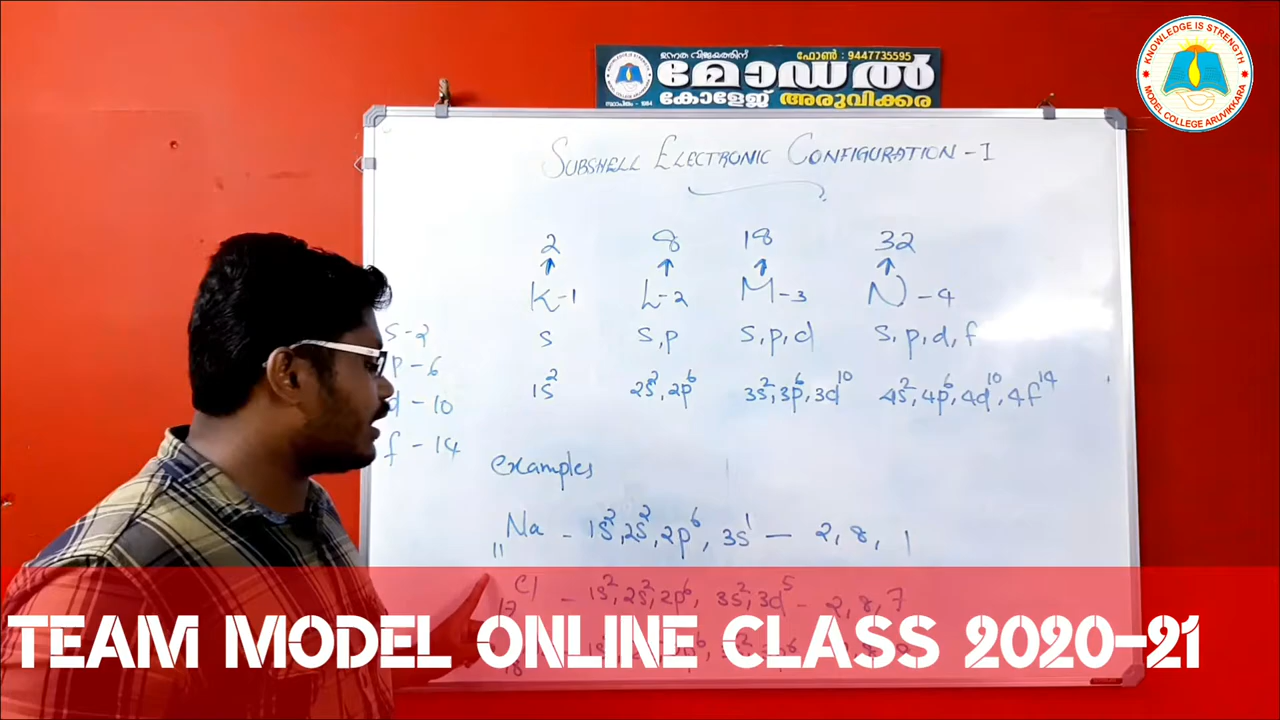 KNOWLEDGE IS STRENGTH
MODEL COLLEGE ARUVIKKARA
ഉന്നത വിജയത്തിന് ഫോൺ : 9447735595
മോഡൽ
കോളേജ് അരുവിക്കര
SUBSHELL ELECTRONIC CONFIGURATION - I
2 8 18 32
K-1 L-2 M-3 N-4
S-2 s s,p s,p,d s,p,d,f
p-6
1s² 2s², 2p⁶ 3s², 3p⁶, 3d¹⁰ 4s², 4p⁶, 4d¹⁰, 4f¹⁴
d-10
f-14
examples
₁₁Na - 1s², 2s², 2p⁶, 3s¹ — 2, 8, 1
₁₇Cl - 1s², 2s², 2p⁶, 3s², 3d⁵ - 2, 8, 7
TEAM MODEL ONLINE CLASS 2020-21